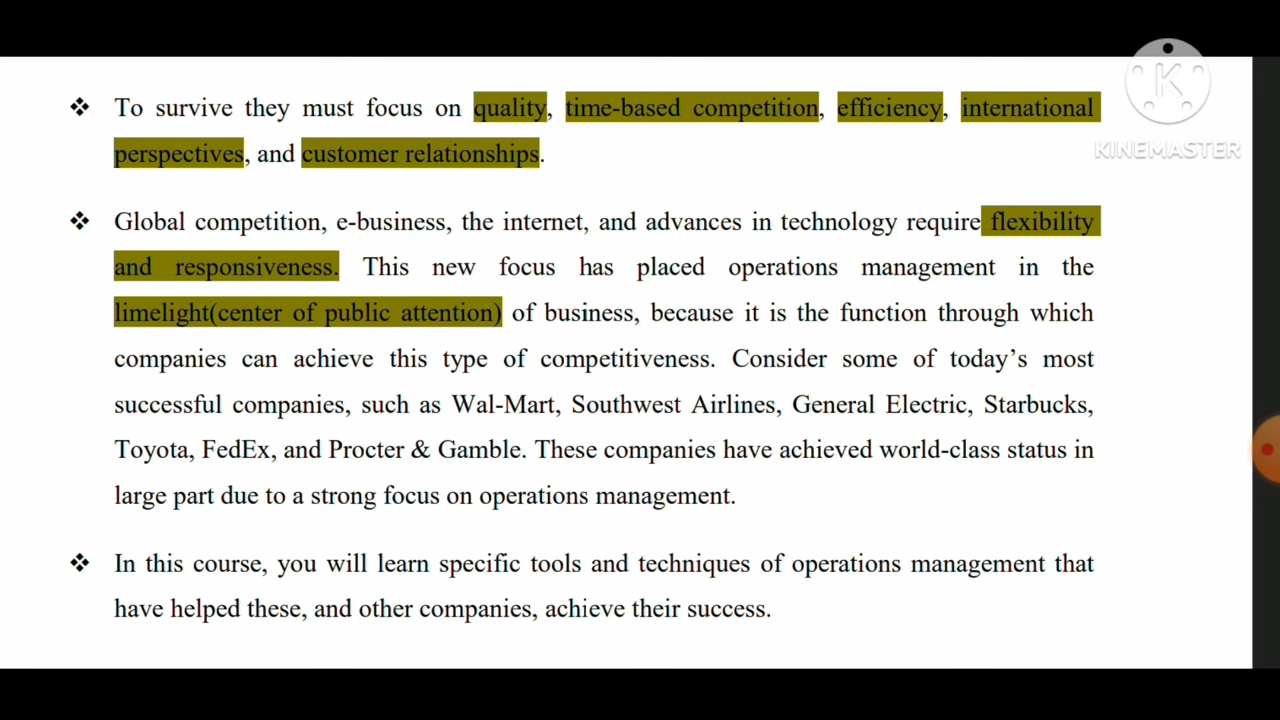 ❖ To survive they must focus on quality, time-based competition, efficiency, international
perspectives, and customer relationships.
❖ Global competition, e-business, the internet, and advances in technology require flexibility
and responsiveness. This new focus has placed operations management in the
limelight(center of public attention) of business, because it is the function through which
companies can achieve this type of competitiveness. Consider some of today’s most
successful companies, such as Wal-Mart, Southwest Airlines, General Electric, Starbucks,
Toyota, FedEx, and Procter & Gamble. These companies have achieved world-class status in
large part due to a strong focus on operations management.
❖ In this course, you will learn specific tools and techniques of operations management that
have helped these, and other companies, achieve their success.
K
KINEMASTER